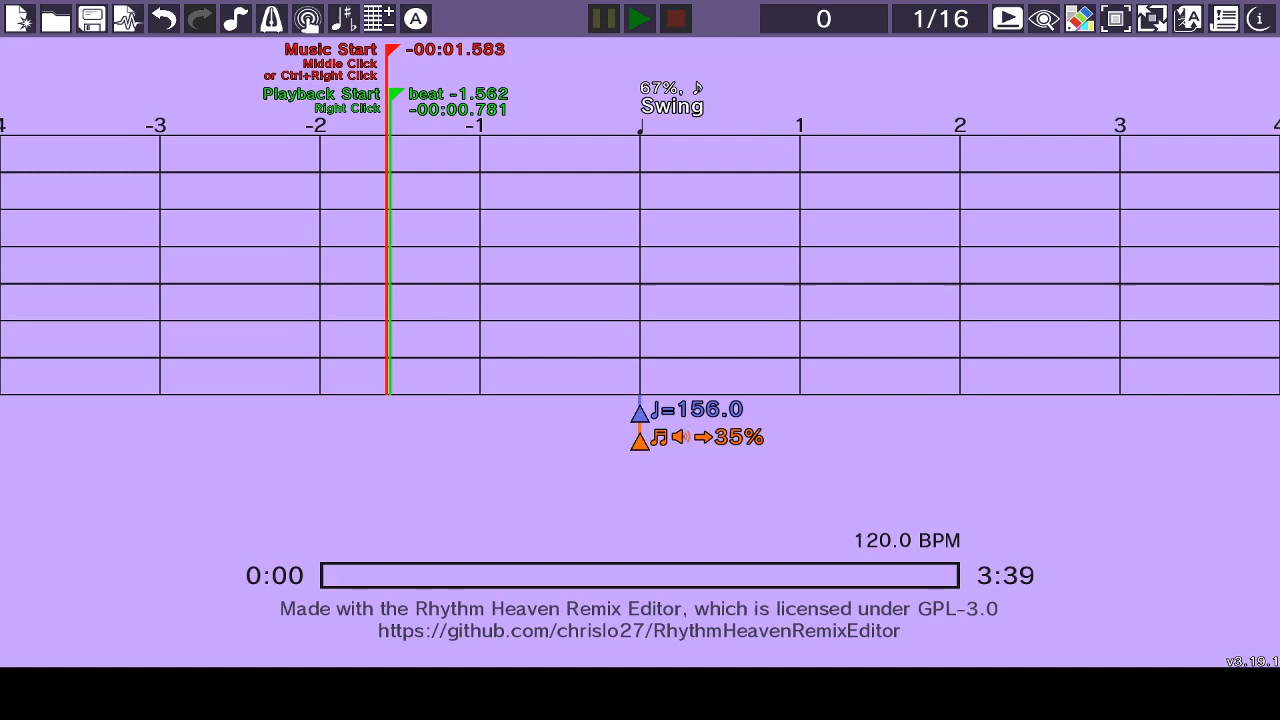 A 0 1/16 A
Music Start -00:01.583
Middle Click
or Ctrl+Right Click
Playback Start beat -1.562
Right Click -00:00.781
67%, ♪
Swing
4 -3 -2 -1 1 2 3 4
♩=156.0
35%
120.0 BPM
0:00 3:39
Made with the Rhythm Heaven Remix Editor, which is licensed under GPL-3.0
https://github.com/chrislo27/RhythmHeavenRemixEditor
v3.19.1